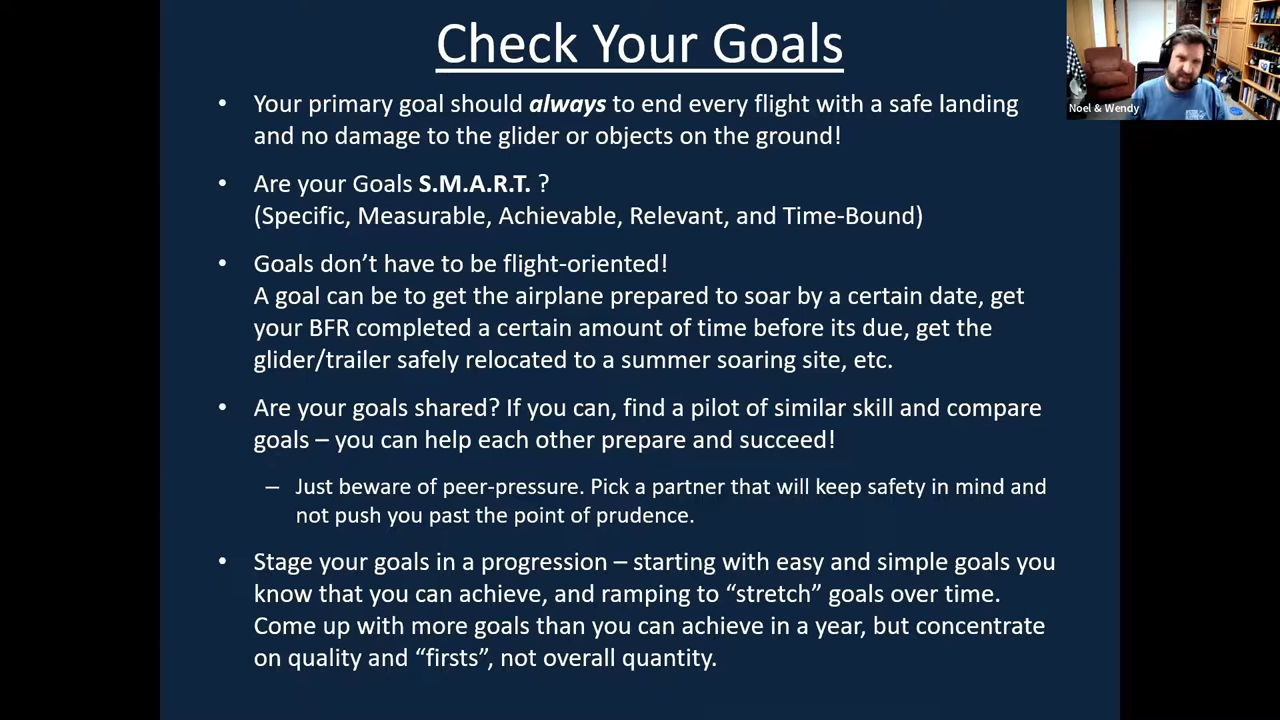 Check Your Goals
Noel & Wendy
• Your primary goal should always to end every flight with a safe landing
and no damage to the glider or objects on the ground!
• Are your Goals S.M.A.R.T. ?
(Specific, Measurable, Achievable, Relevant, and Time-Bound)
• Goals don’t have to be flight-oriented!
A goal can be to get the airplane prepared to soar by a certain date, get
your BFR completed a certain amount of time before its due, get the
glider/trailer safely relocated to a summer soaring site, etc.
• Are your goals shared? If you can, find a pilot of similar skill and compare
goals – you can help each other prepare and succeed!
– Just beware of peer-pressure. Pick a partner that will keep safety in mind and
not push you past the point of prudence.
• Stage your goals in a progression – starting with easy and simple goals you
know that you can achieve, and ramping to “stretch” goals over time.
Come up with more goals than you can achieve in a year, but concentrate
on quality and “firsts”, not overall quantity.